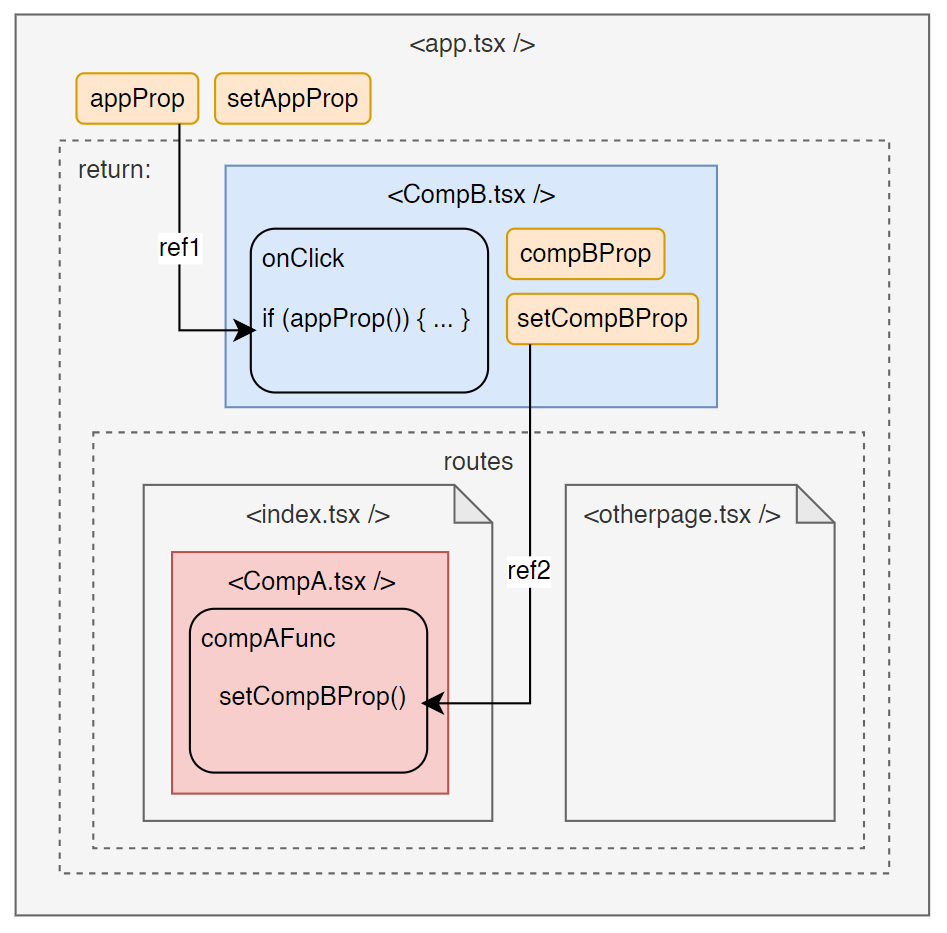 <app.tsx />
appProp
setAppProp
return:
<CompB.tsx />
ref1
onClick
compBProp
if (appProp()) { ... }
setCompBProp
routes
<index.tsx />
<otherpage.tsx />
ref2
<CompA.tsx />
compAFunc
setCompBProp()